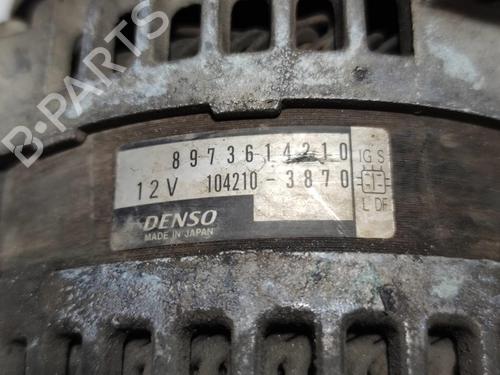 B-PARTS
8973614210
12V 104210-3870
IG S
L DF
DENSO
MADE IN JAPAN